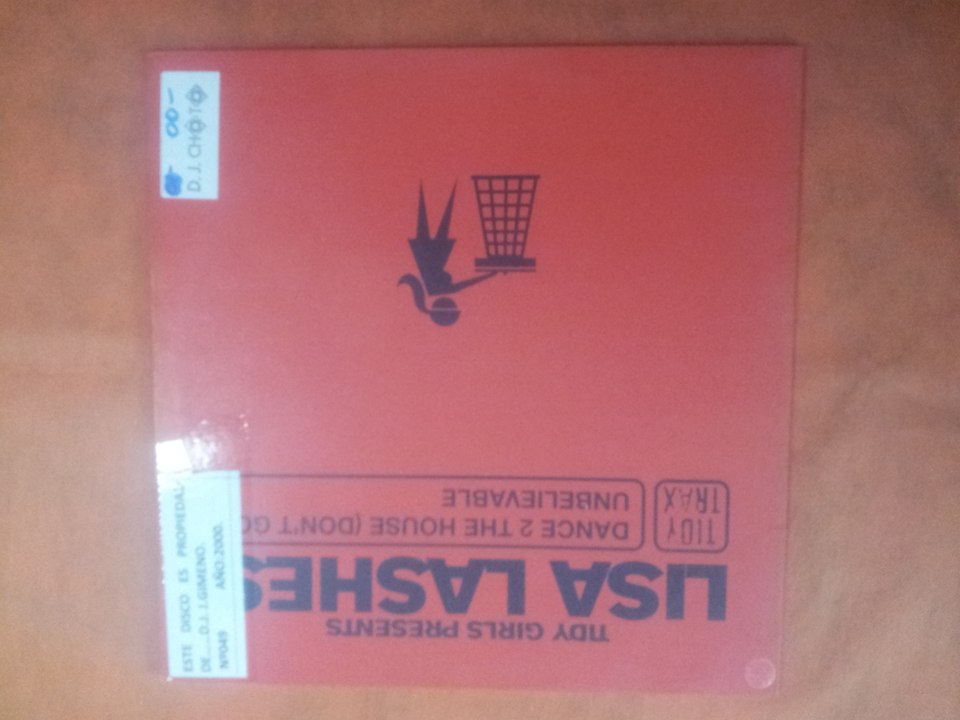 TIDY GIRLS PRESENTS
LISA LASHES
DANCE 2 THE HOUSE (DON'T GO
UNBELIEVABLE
TIDY
TRAX
ESTE DISCO ES PROPIEDAD
DE.....D.J. J.GIMENO.
Nº049 AÑO:2000.
00-
D.J. CHOTO